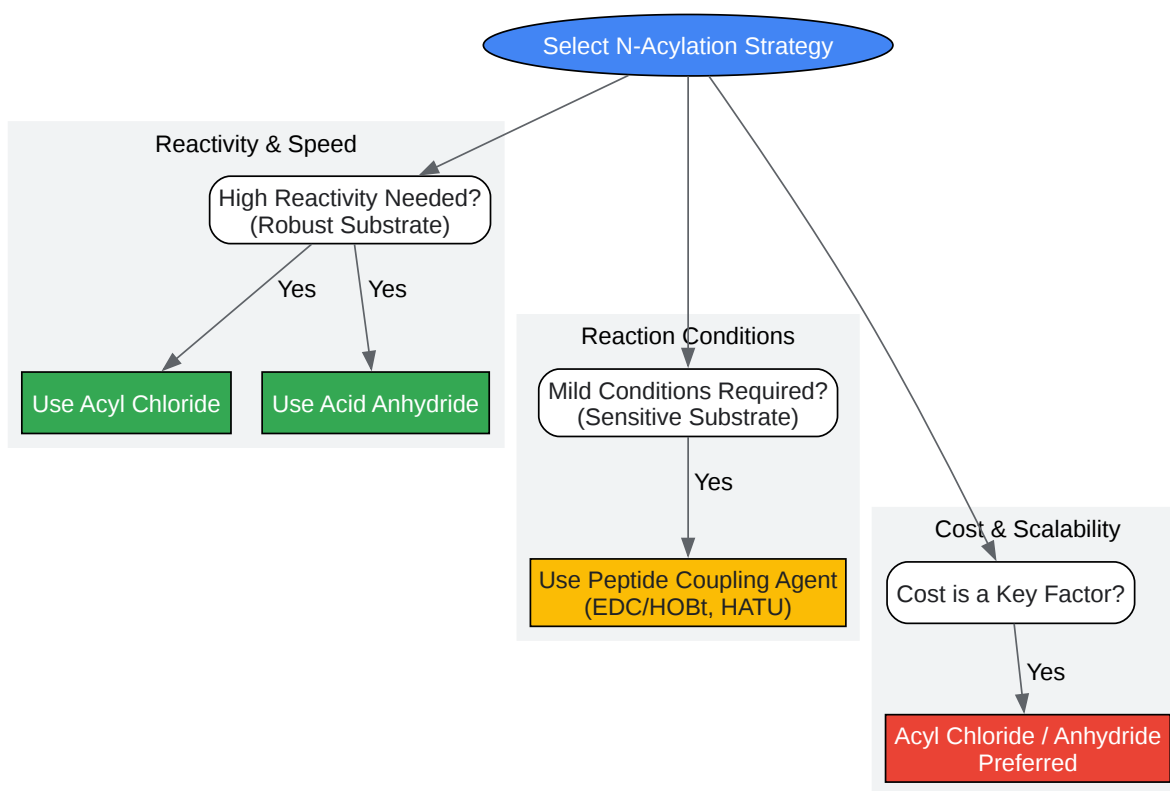 Select N-Acylation Strategy
Reactivity & Speed
High Reactivity Needed?
(Robust Substrate)
Yes
Yes
Use Acyl Chloride
Use Acid Anhydride
Reaction Conditions
Mild Conditions Required?
(Sensitive Substrate)
Yes
Use Peptide Coupling Agent
(EDC/HOBt, HATU)
Cost & Scalability
Cost is a Key Factor?
Yes
Acyl Chloride / Anhydride
Preferred